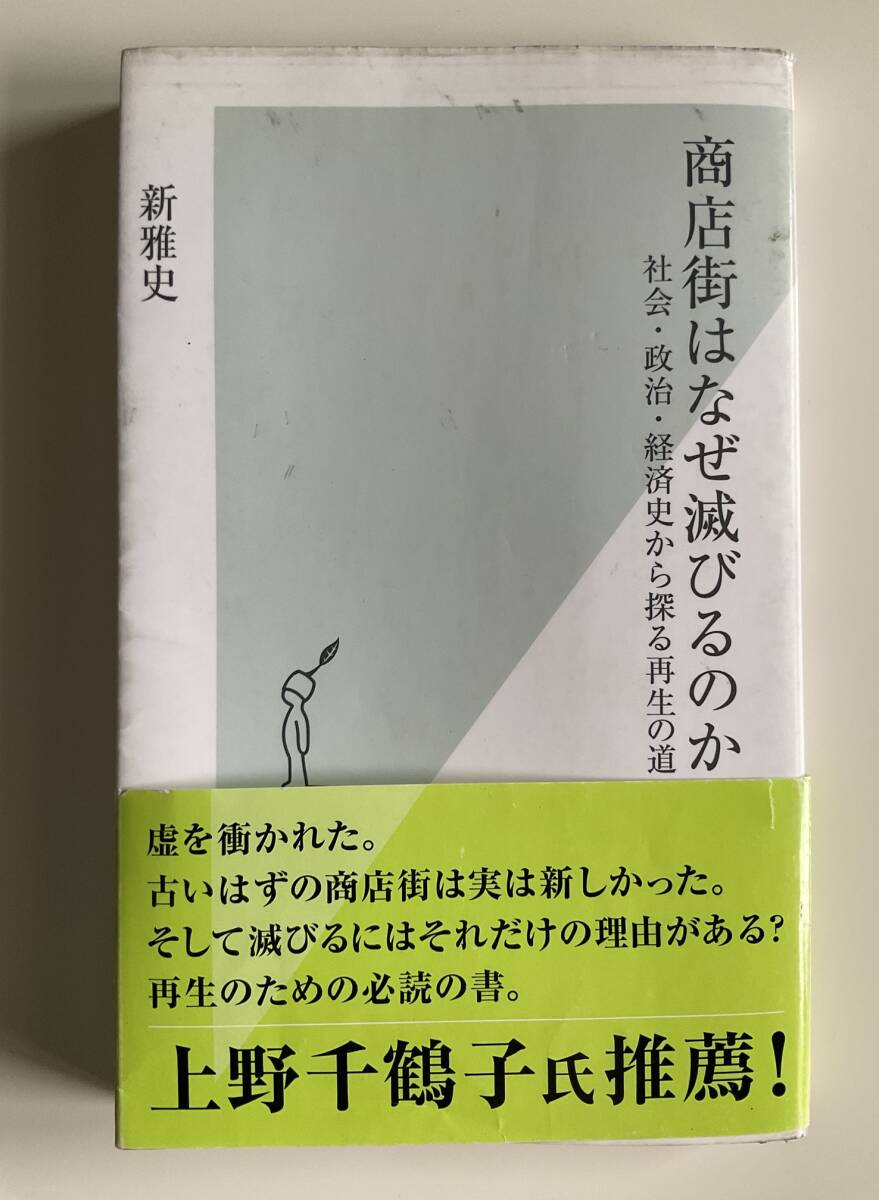 商店街はなぜ滅びるのか
社会・政治・経済史から探る再生の道
新雅史
虚を衝かれた。
古いはずの商店街は実は新しかった。
そして滅びるにはそれだけの理由がある?
再生のための必読の書。
上野千鶴子氏推薦!